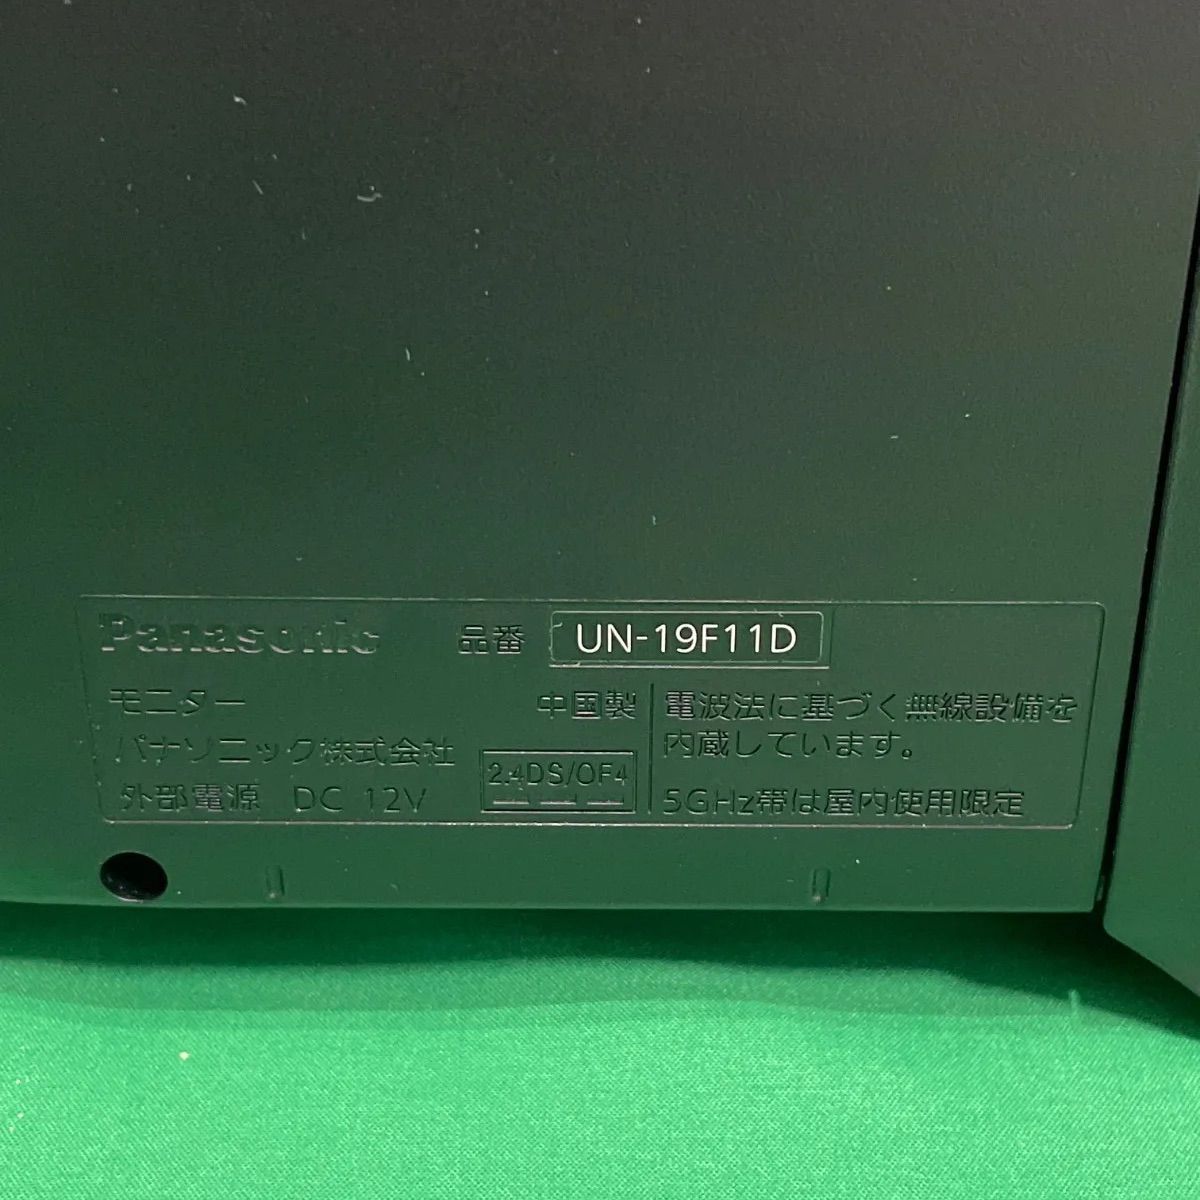 Panasonic 品番 UN-19F11D
モニター 中国製
パナソニック株式会社
外部電源 DC 12V
2.4DS/OF4
電波法に基づく無線設備を
内蔵しています。
5GHz帯は屋内使用限定